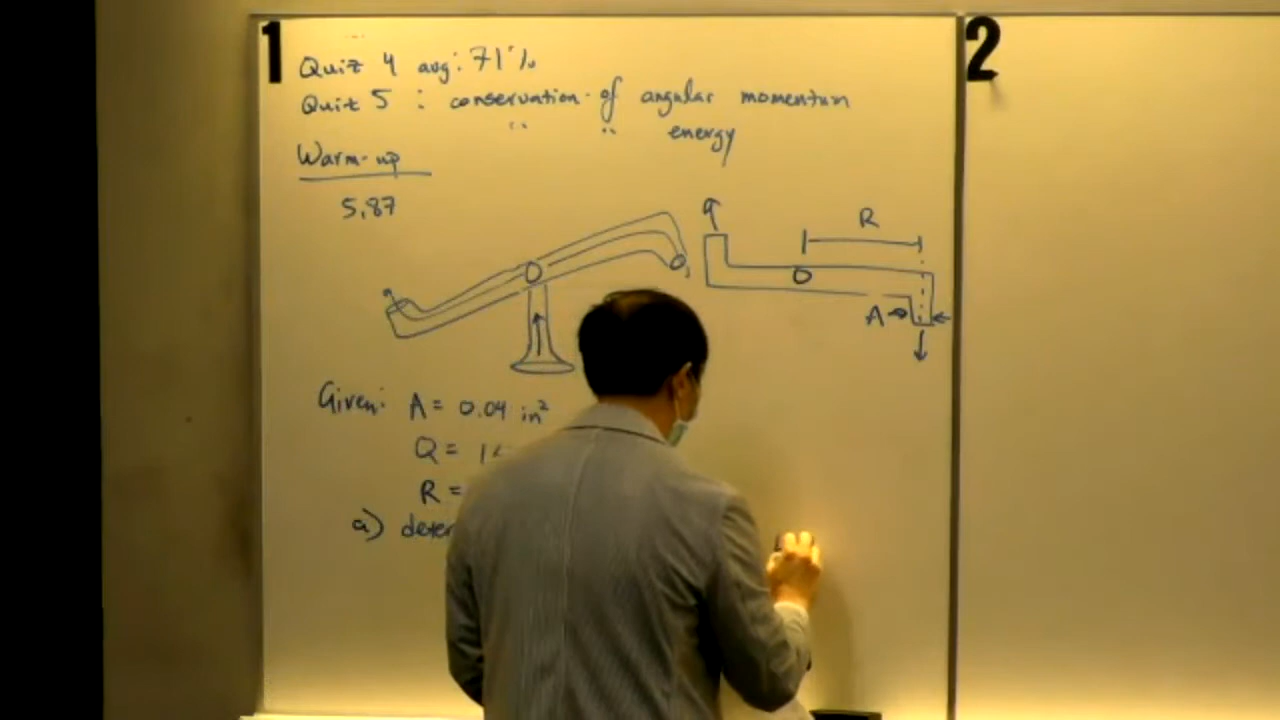 1
2
Quiz 4 avg: 71%
Quiz 5 : conservation of angular momentum
" " energy
Warm-up
5.87
R
A
Given: A = 0.04 in²
Q =
R =
a)